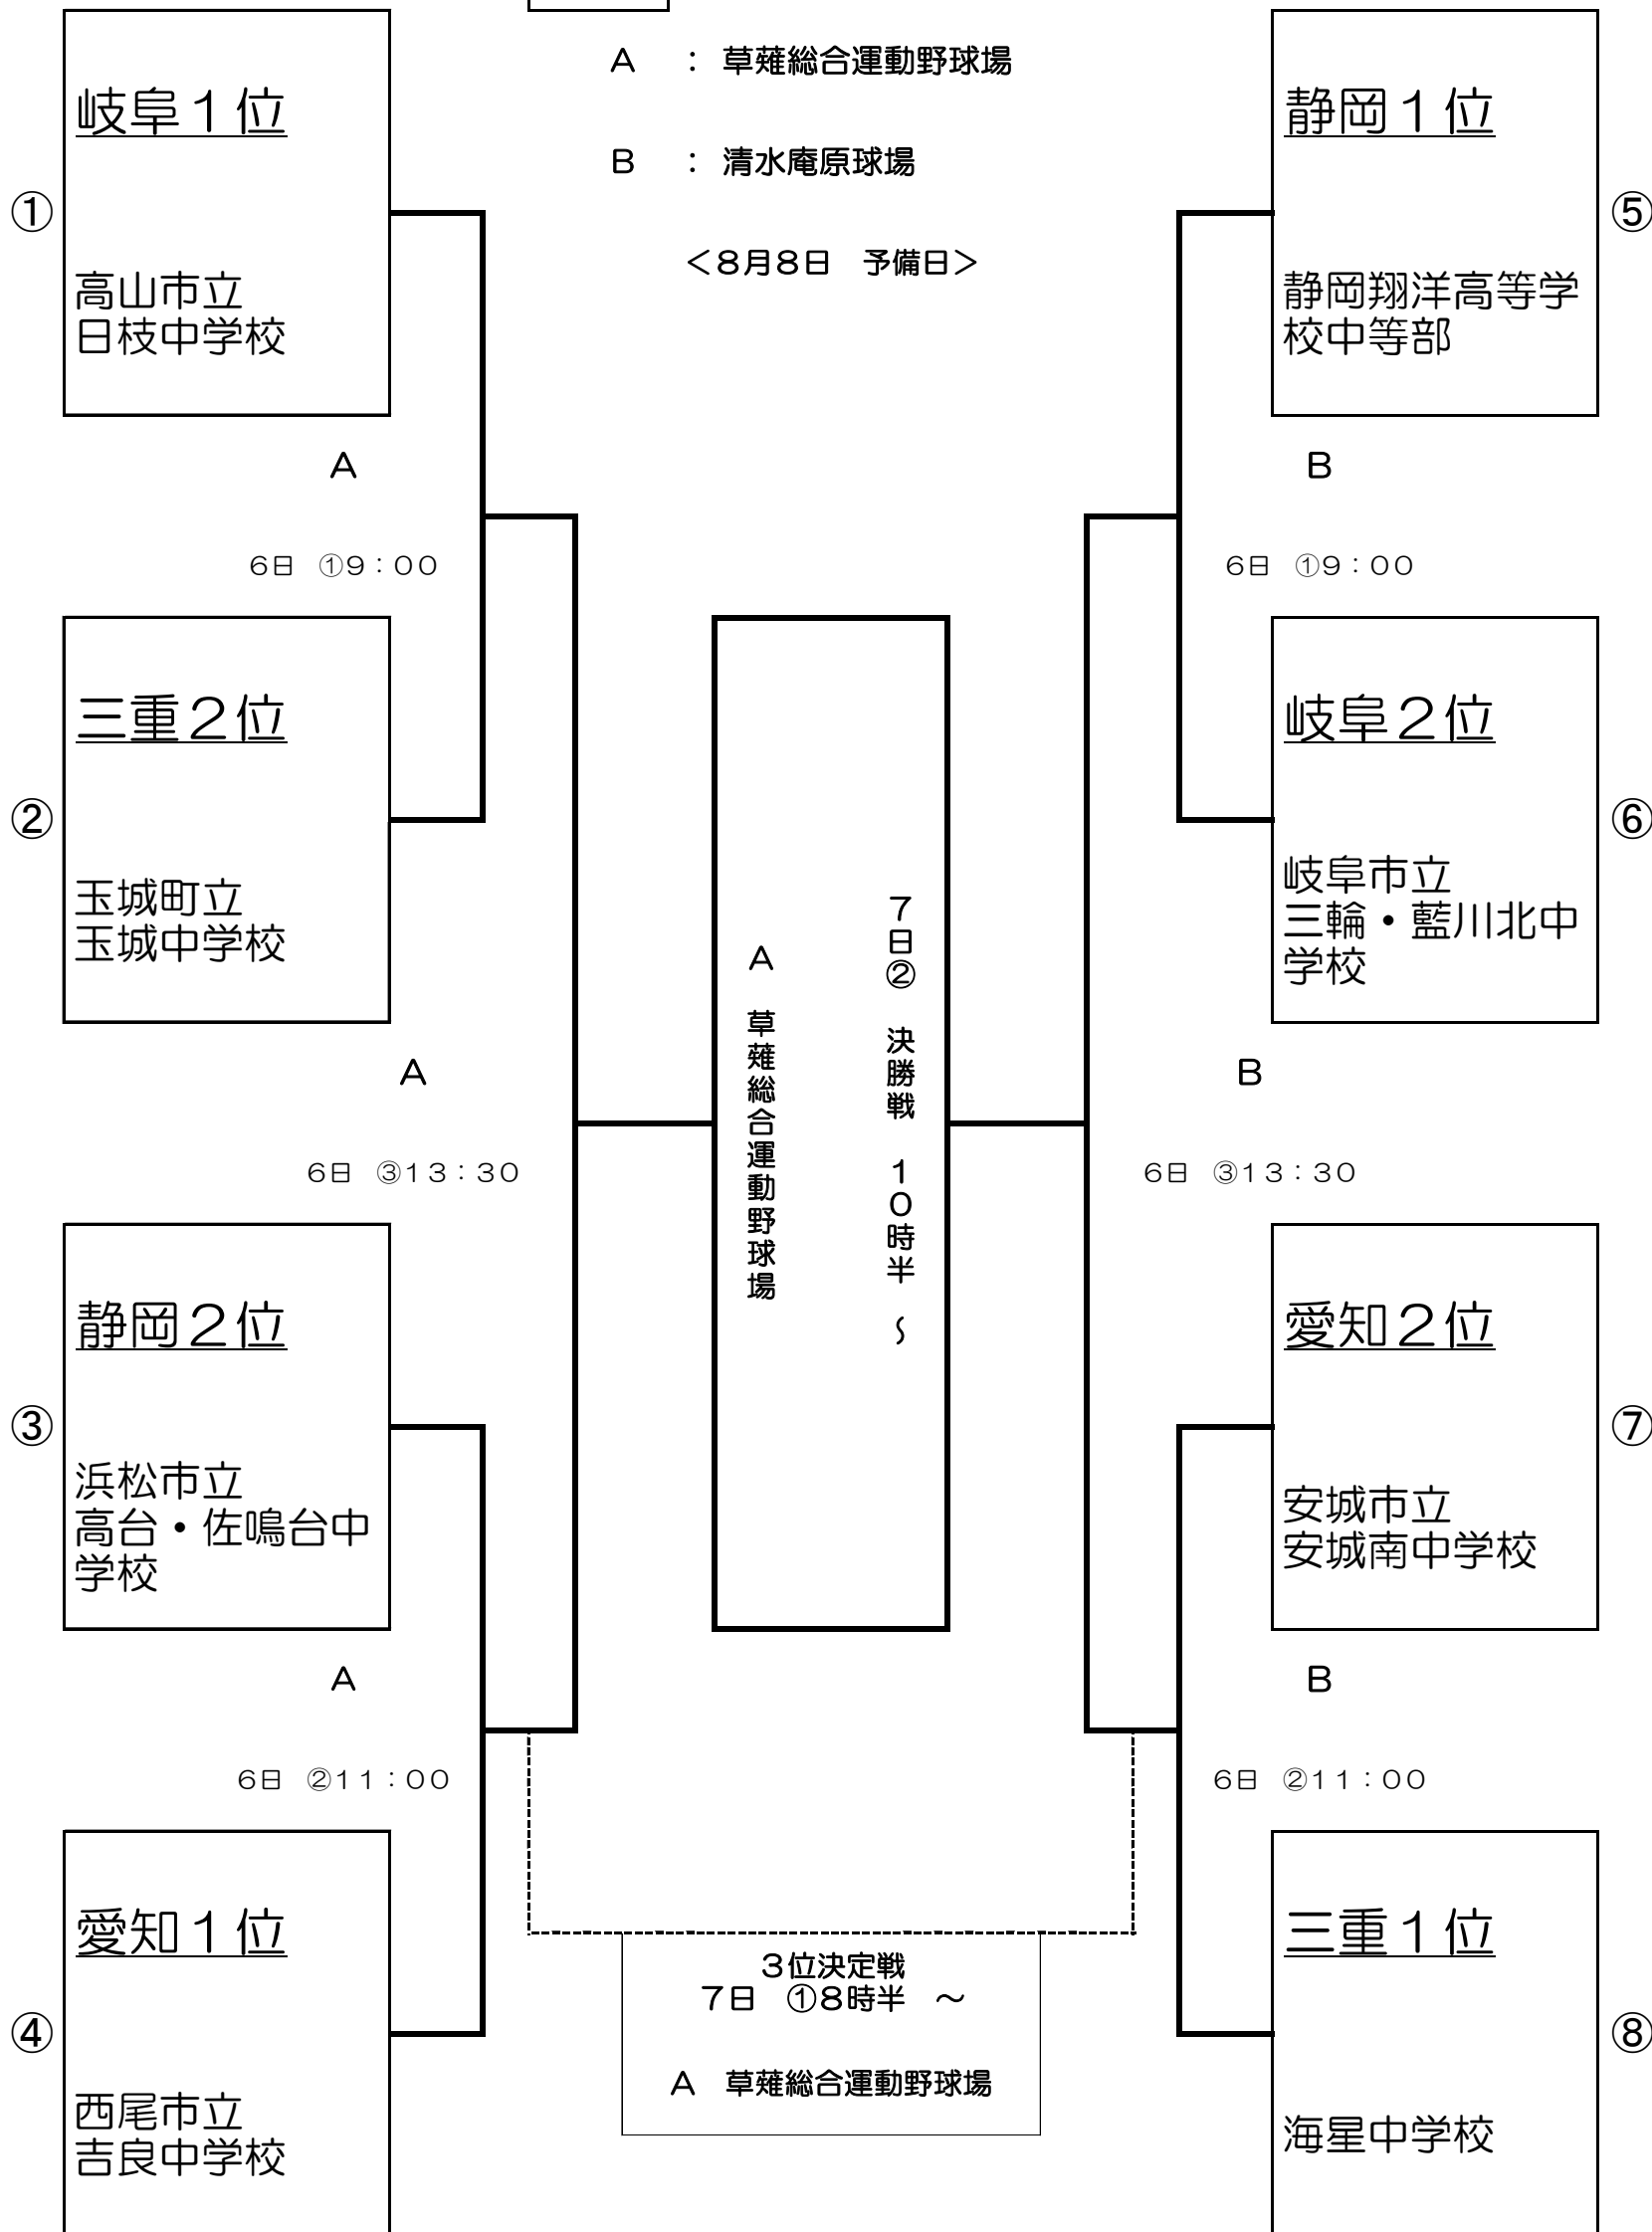 Ａ　：　草薙総合運動野球場
Ｂ　：　清水庵原球場
＜８月８日　予備日＞
①
岐阜１位
高山市立
日枝中学校
Ａ
６日　①９：００
②
三重２位
玉城町立
玉城中学校
Ａ
６日　③１３：３０
③
静岡２位
浜松市立
高台・佐鳴台中
学校
Ａ
６日　②１１：００
④
愛知１位
西尾市立
吉良中学校
７日②　決勝戦　１０時半　～
Ａ　草薙総合運動野球場
３位決定戦
７日　①８時半　～
Ａ　草薙総合運動野球場
⑤
静岡１位
静岡翔洋高等学
校中等部
Ｂ
６日　①９：００
⑥
岐阜２位
岐阜市立
三輪・藍川北中
学校
Ｂ
６日　③１３：３０
⑦
愛知２位
安城市立
安城南中学校
Ｂ
６日　②１１：００
⑧
三重１位
海星中学校